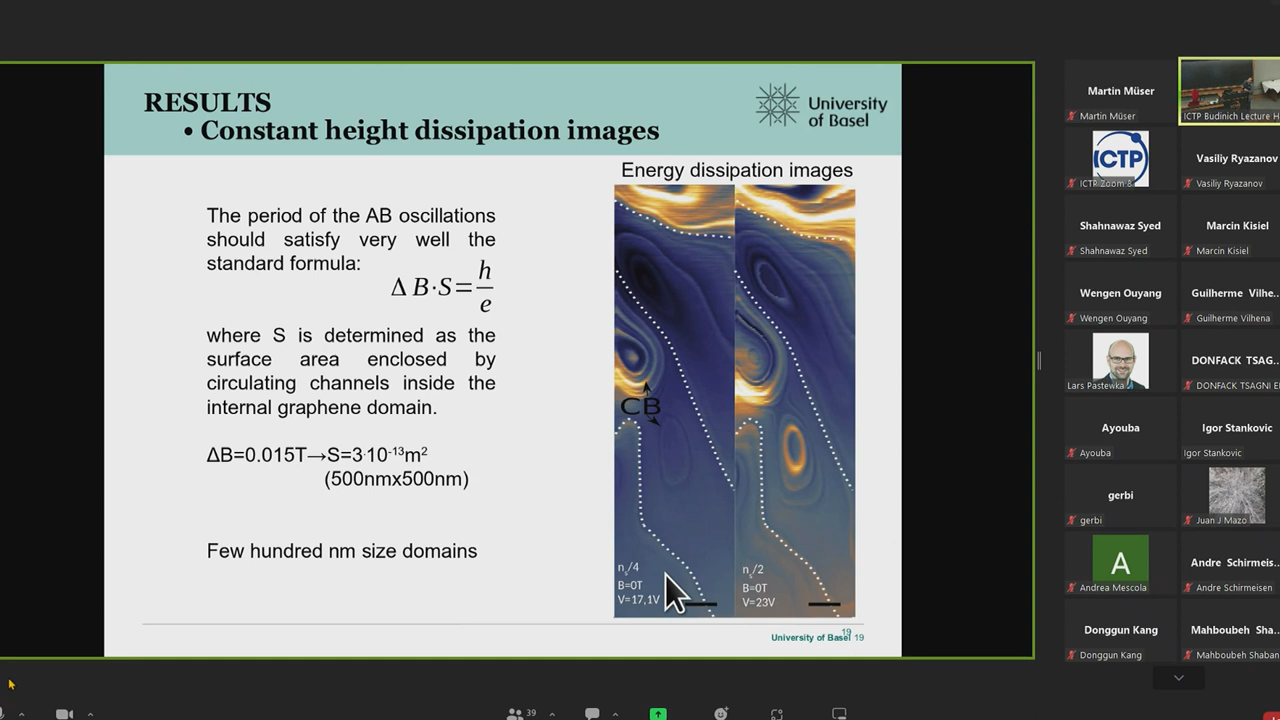 RESULTS
• Constant height dissipation images
University
of Basel
Energy dissipation images
The period of the AB oscillations
should satisfy very well the
standard formula:
Δ B·S=h/e
where S is determined as the
surface area enclosed by
circulating channels inside the
internal graphene domain.
ΔB=0.015T→S=3·10⁻¹³m²
(500nmx500nm)
Few hundred nm size domains
CB
nₛ/4
B=0T
V=17,1V
nₛ/2
B=0T
V=23V
19
University of Basel 19
Martin Müser
Martin Müser
ICTP Budinich Lecture H
ICTP
ICTP Zoom 8
Vasiliy Ryazanov
Vasiliy Ryazanov
Shahnawaz Syed
Shahnawaz Syed
Marcin Kisiel
Marcin Kisiel
Wengen Ouyang
Wengen Ouyang
Guilherme Vilhe...
Guilherme Vilhena
Lars Pastewka
DONFACK TSAG...
DONFACK TSAGNI E
Ayouba
Ayouba
Igor Stankovic
Igor Stankovic
gerbi
gerbi
Juan J Mazo
A
Andrea Mescola
Andre Schirmeis...
Andre Schirmeisen
Donggun Kang
Donggun Kang
Mahboubeh Sha...
Mahboubeh Shaban
39